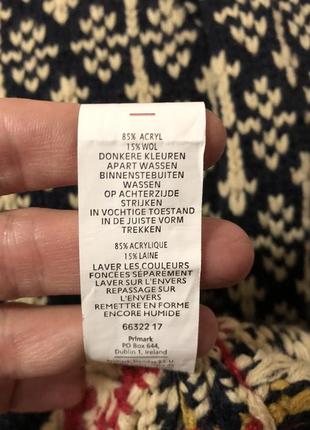 85% ACRYL
15% WOL
DONKERE KLEUREN
APART WASSEN
BINNENSTEBUITEN
WASSEN
OP ACHTERZIJDE
STRIJKEN
IN VOCHTIGE TOESTAND
IN DE JUISTE VORM
TREKKEN
85% ACRYLIQUE
15% LAINE
LAVER LES COULEURS
FONCÉES SÉPAREMENT
LAVER SUR L'ENVERS
REPASSAGE SUR
L'ENVERS
REMETTRE EN FORME
ENCORE HUMIDE
66322 17
Primark
PO Box 644,
Dublin 1, Ireland